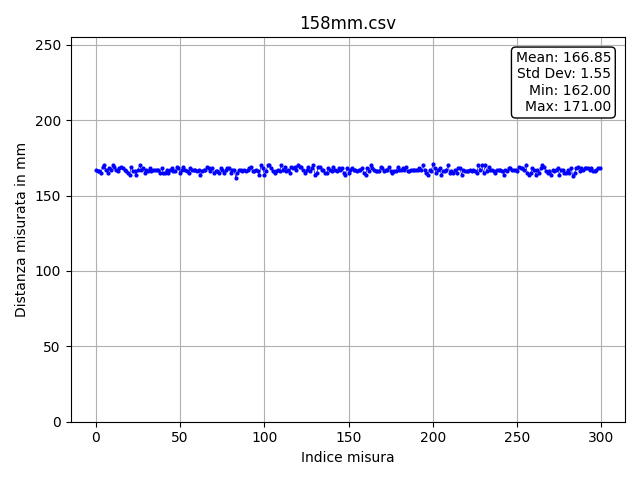 158mm.csv
Mean: 166.85
Std Dev: 1.55
Min: 162.00
Max: 171.00
Distanza misurata in mm
250
200
150
100
50
0
0 50 100 150 200 250 300
Indice misura